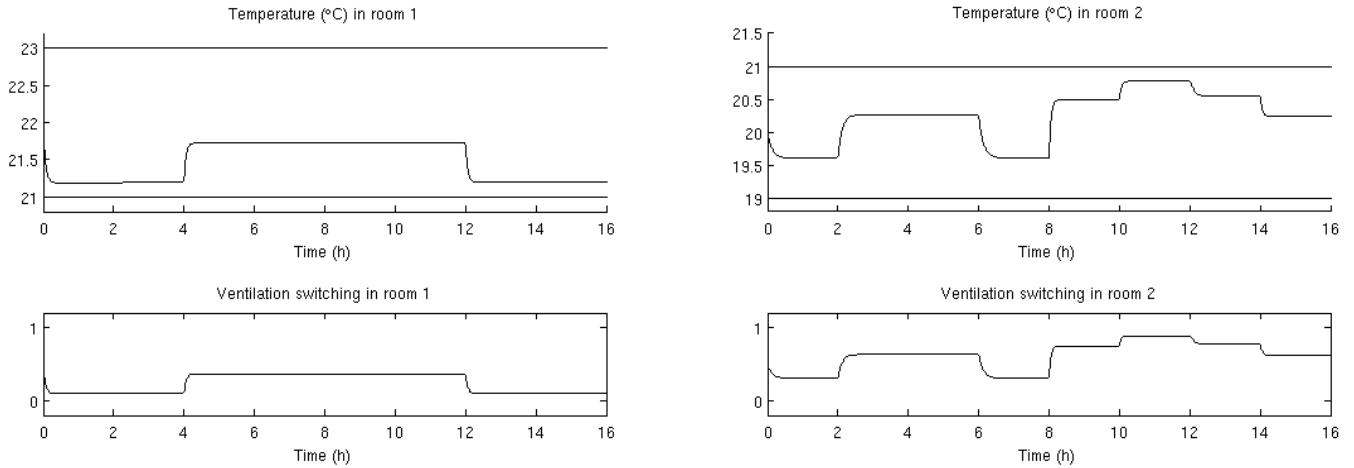 Temperature (°C) in room 1
23
22.5
22
21.5
21
0 2 4 6 8 10 12 14 16
Time (h)
Temperature (°C) in room 2
21.5
21
20.5
20
19.5
19
0 2 4 6 8 10 12 14 16
Time (h)
Ventilation switching in room 1
1
0
0 2 4 6 8 10 12 14 16
Time (h)
Ventilation switching in room 2
1
0
0 2 4 6 8 10 12 14 16
Time (h)